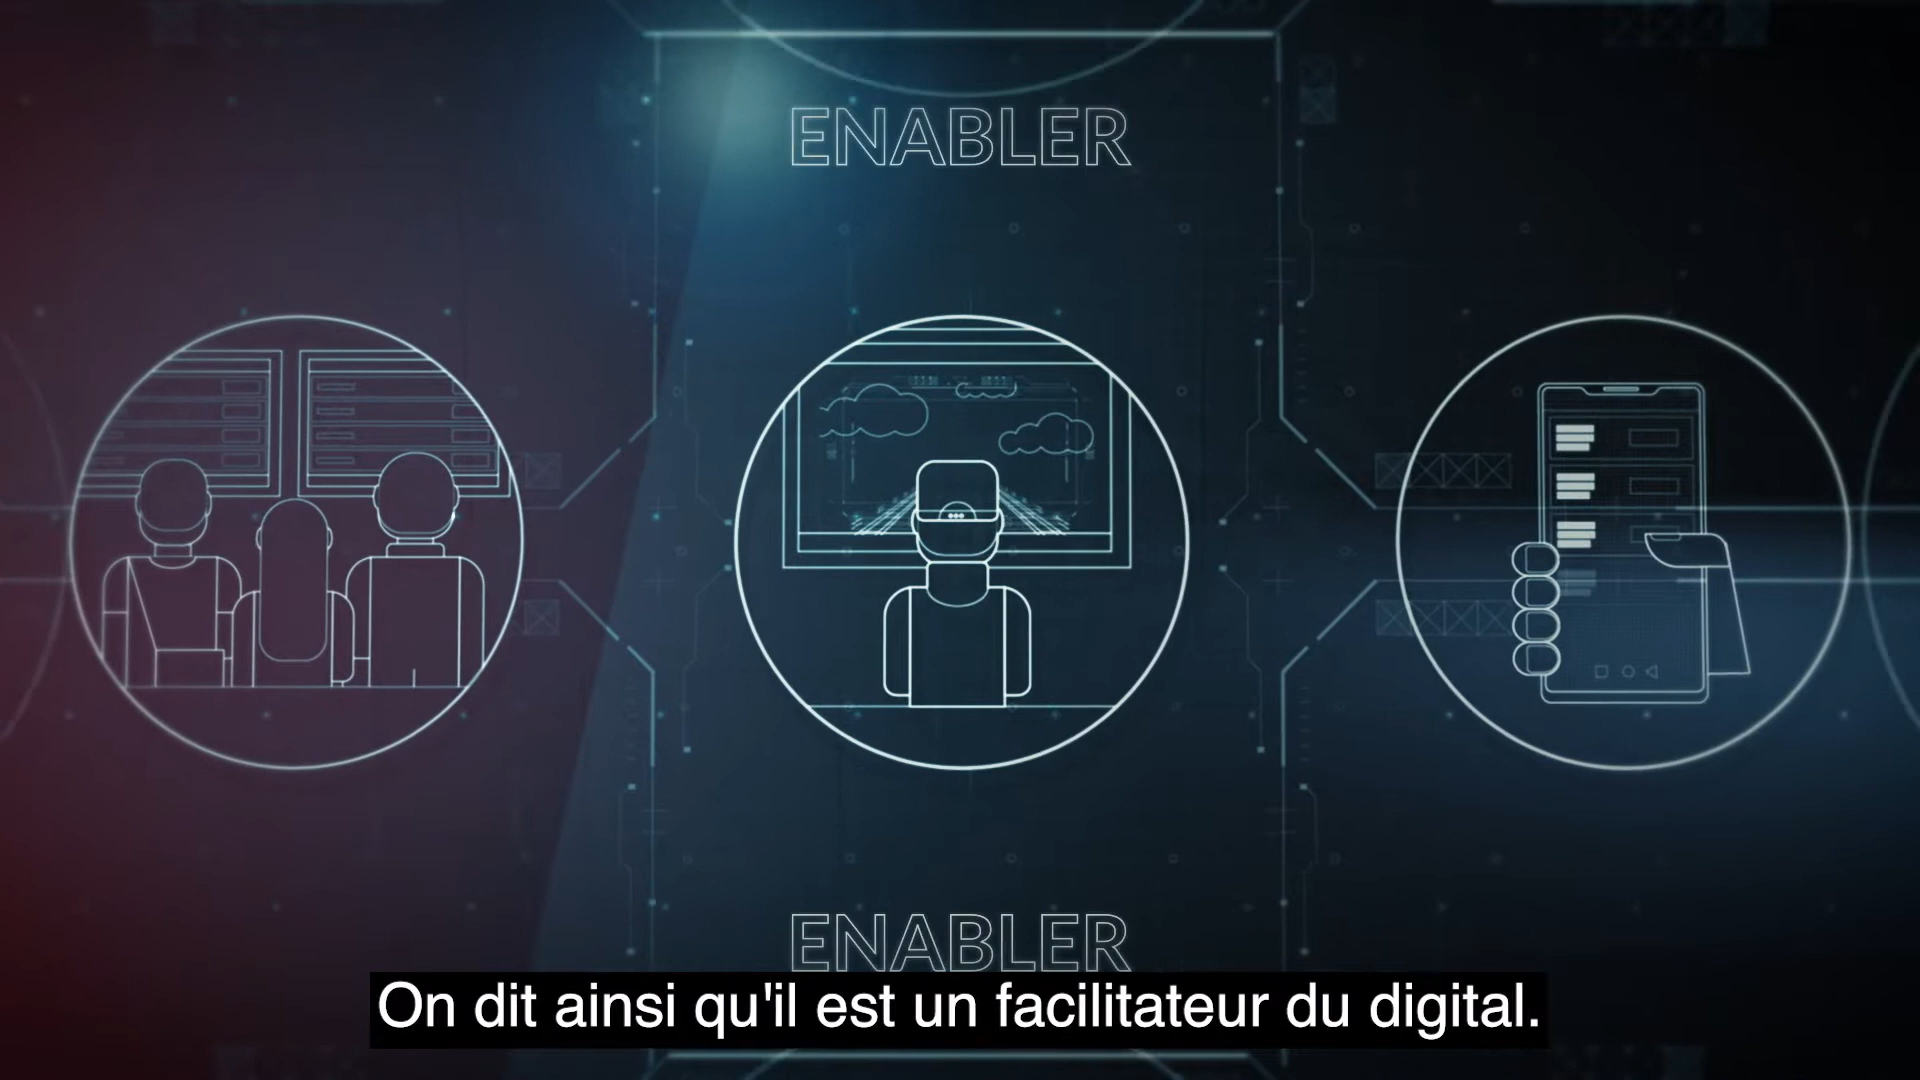 ENABLER
ENABLER
On dit ainsi qu'il est un facilitateur du digital.